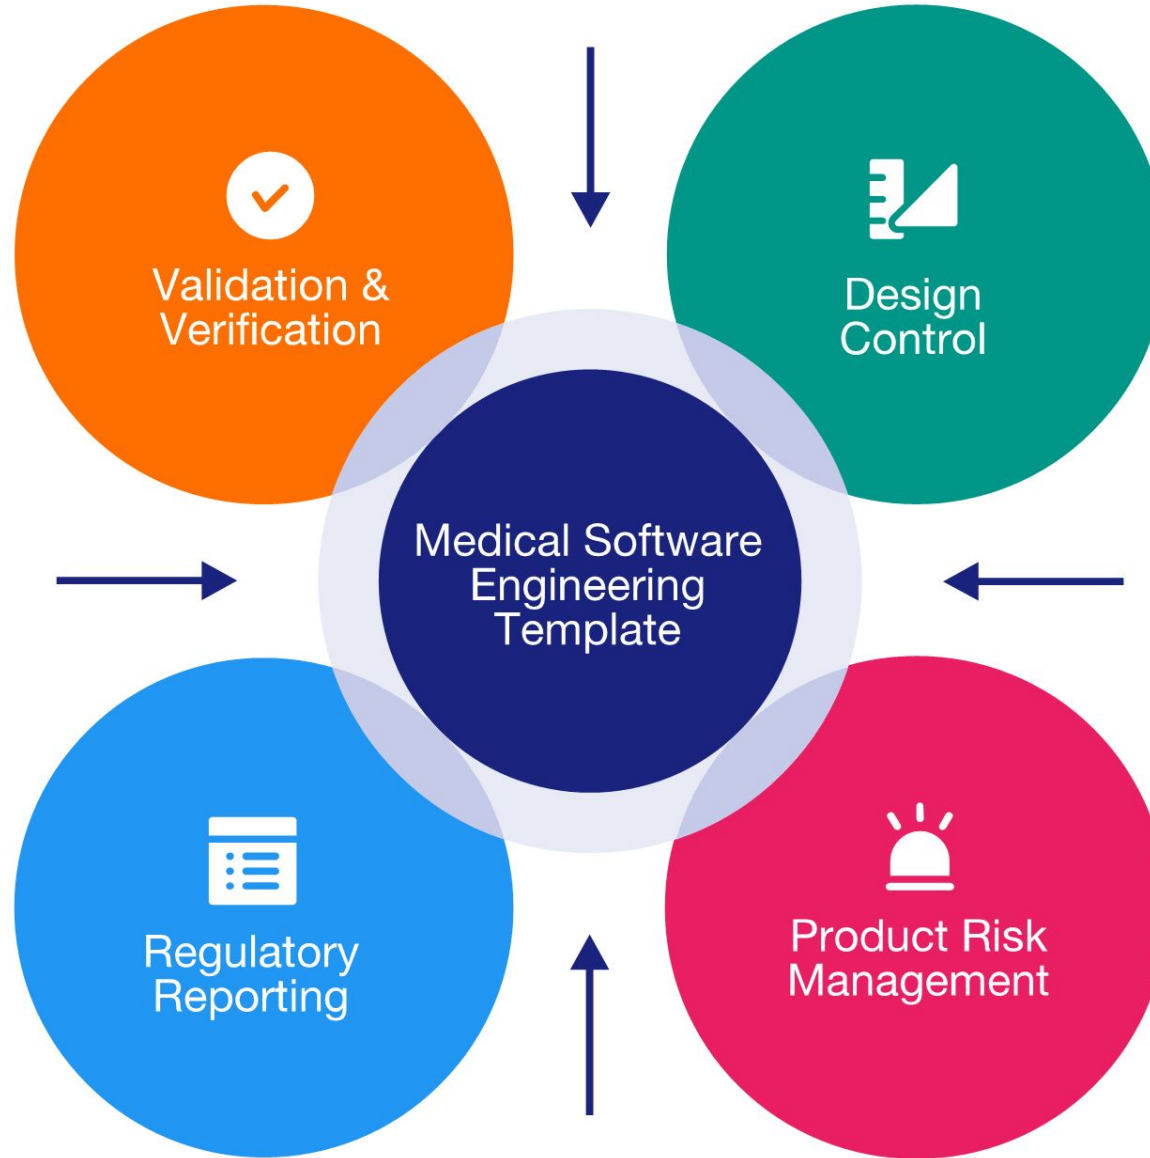 Validation &
Verification
Design
Control
Medical Software
Engineering
Template
Regulatory
Reporting
Product Risk
Management